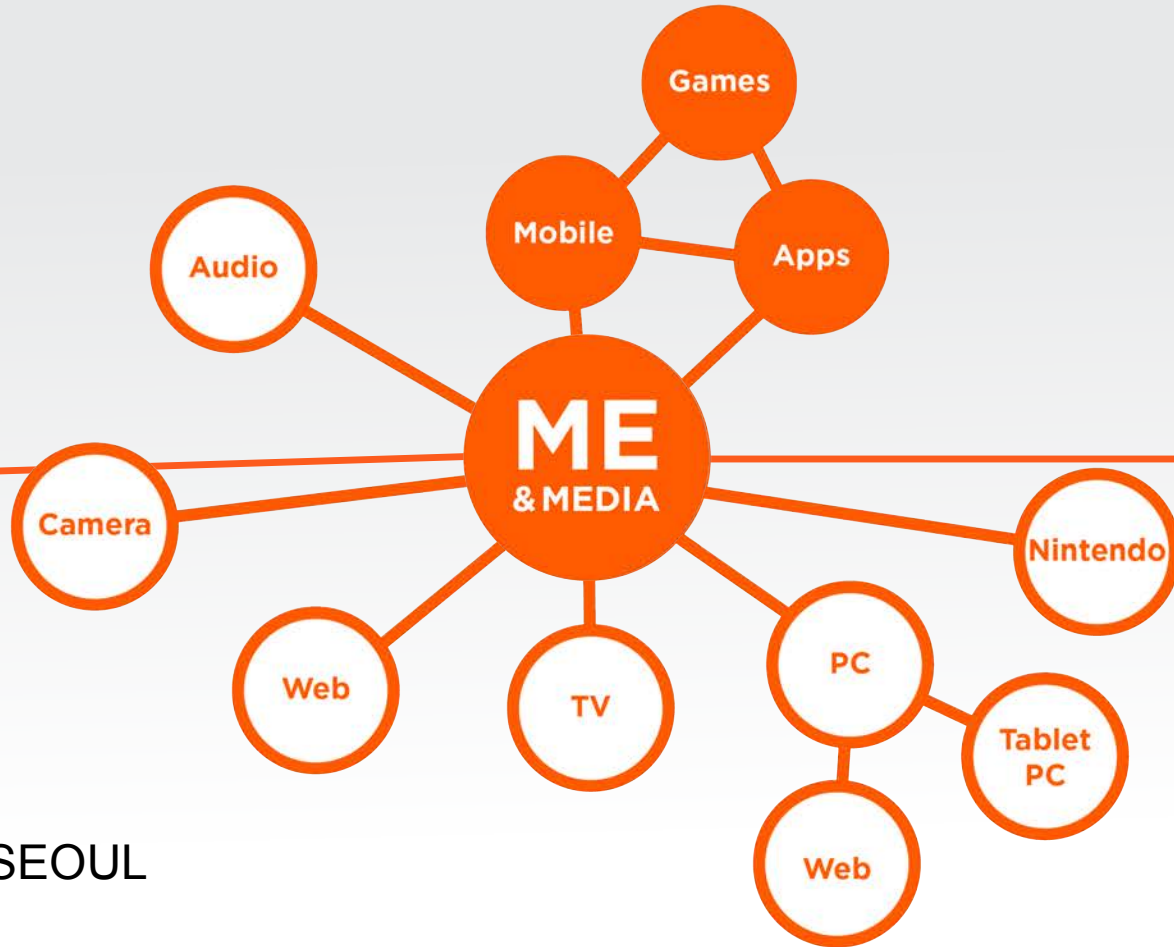 Games
Mobile
Apps
Audio
ME
& MEDIA
Camera
Nintendo
Web
TV
PC
Tablet
PC
Web
SEOUL